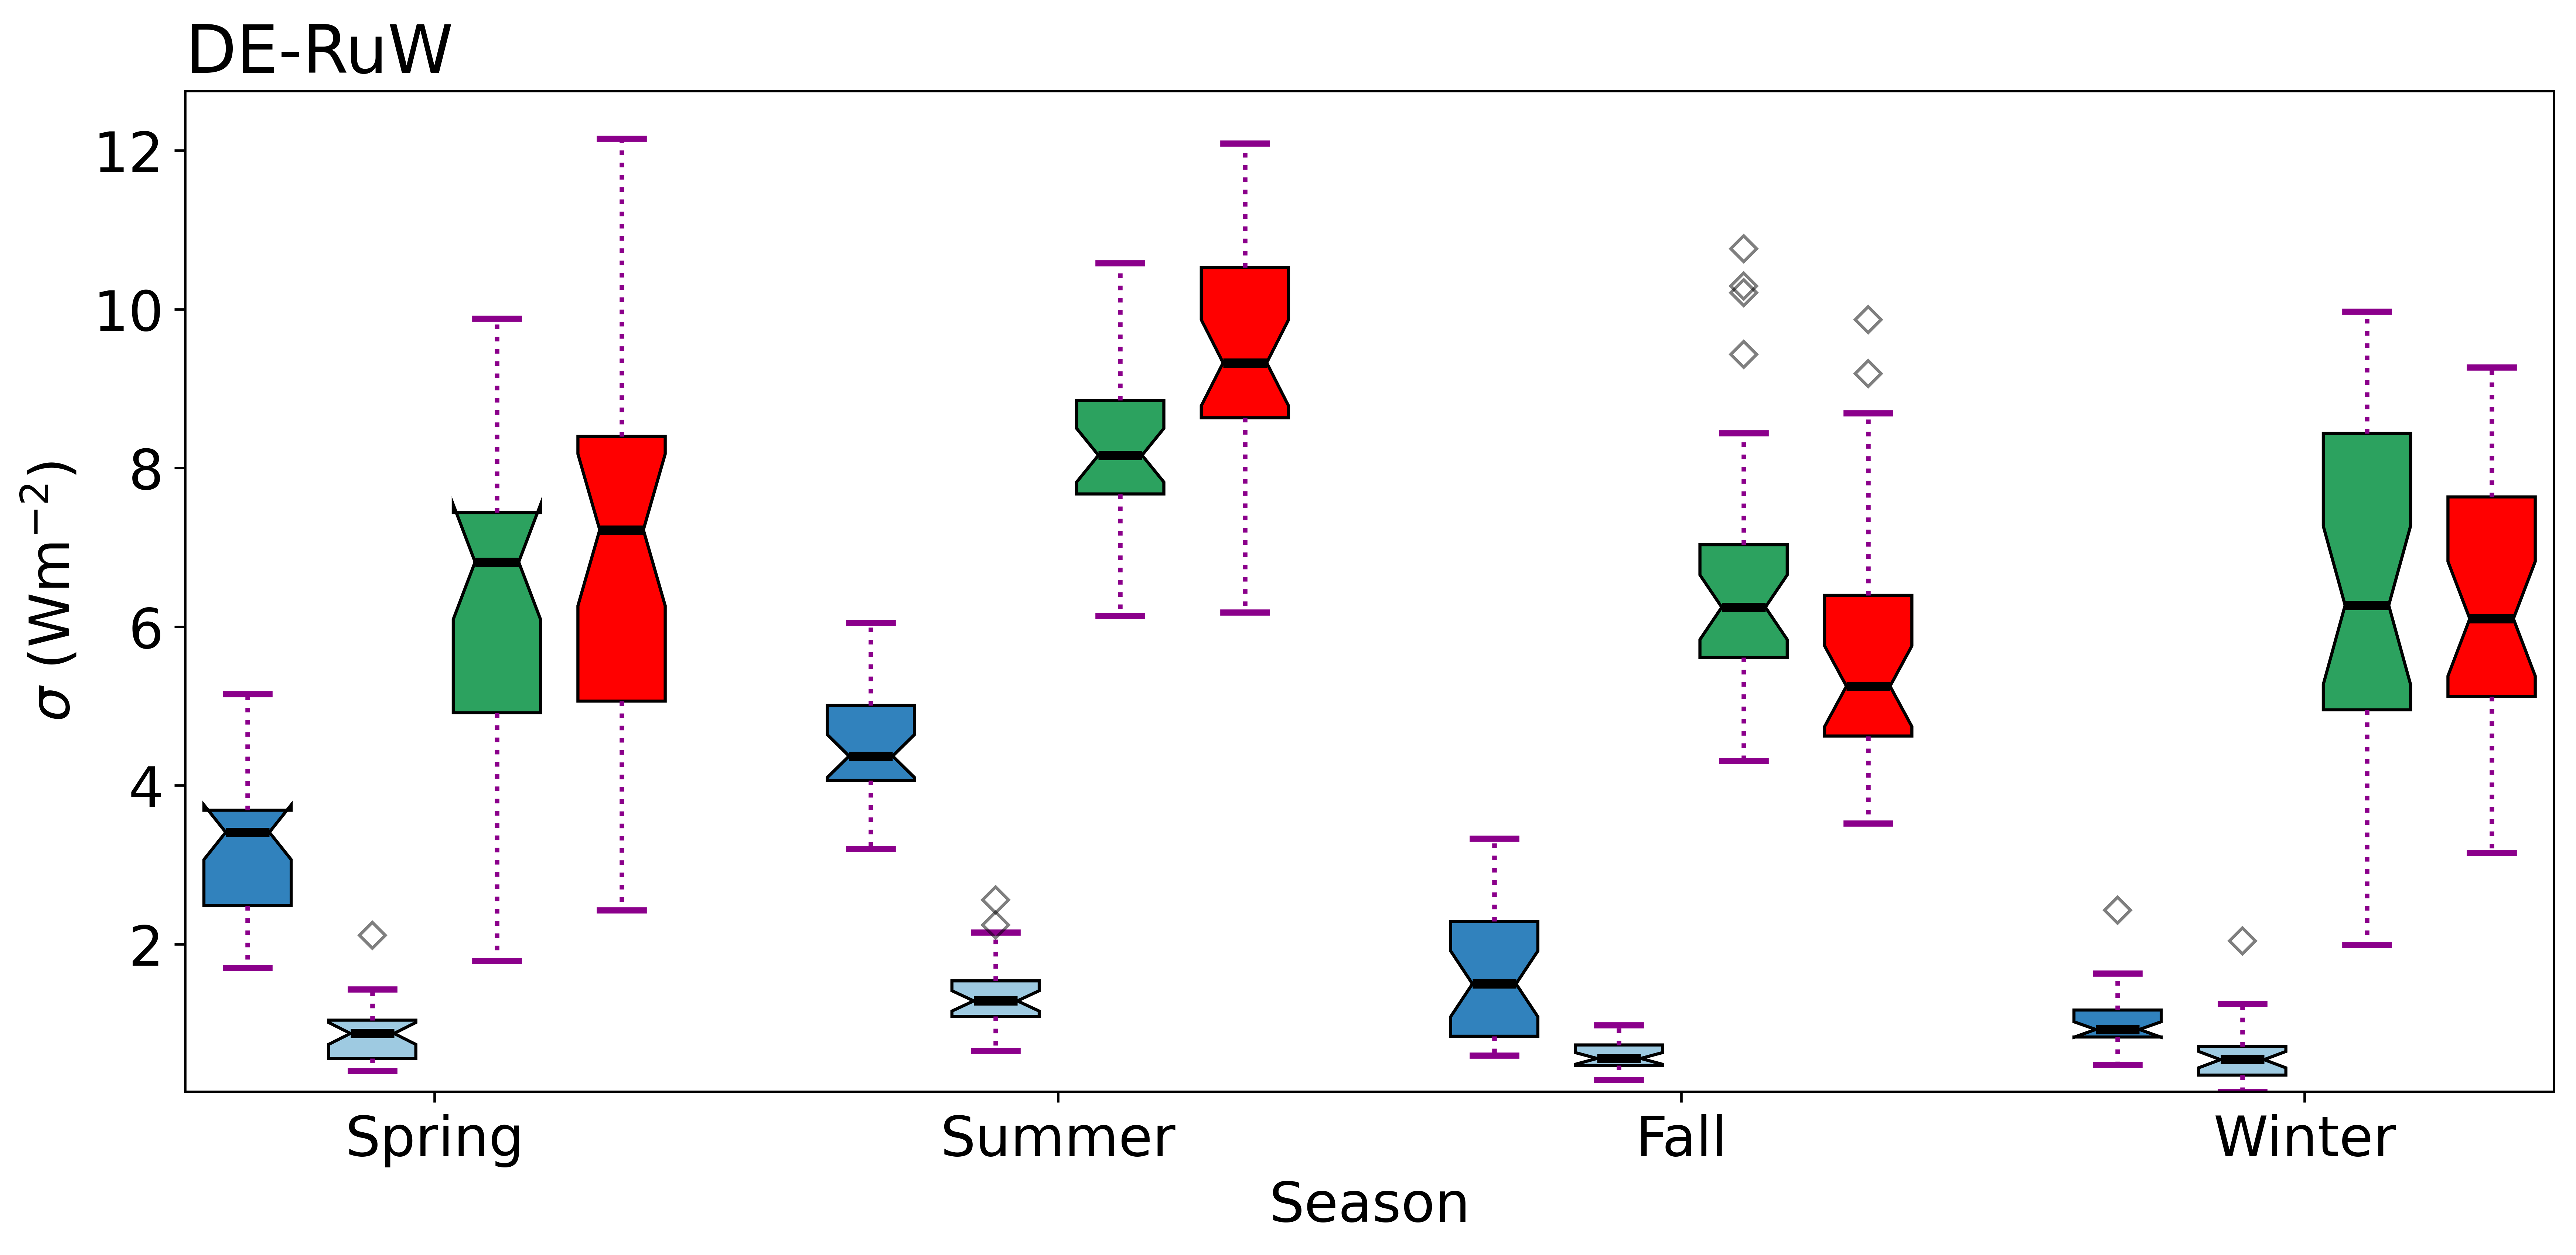 DE-RuW
12
10
8
6
4
2
σ (Wm⁻²)
Spring Summer Fall Winter
Season